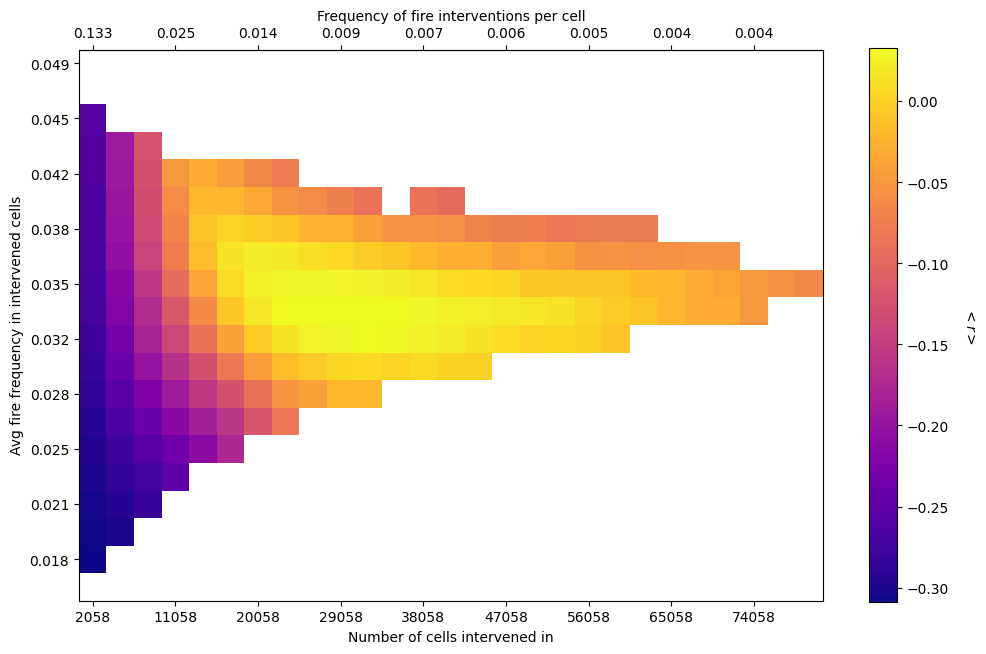 Frequency of fire interventions per cell
0.133 0.025 0.014 0.009 0.007 0.006 0.005 0.004 0.004
Avg fire frequency in intervened cells
0.049
0.045
0.042
0.038
0.035
0.032
0.028
0.025
0.021
0.018
2058 11058 20058 29058 38058 47058 56058 65058 74058
Number of cells intervened in
0.00
−0.05
−0.10
−0.15
−0.20
−0.25
−0.30
< r >